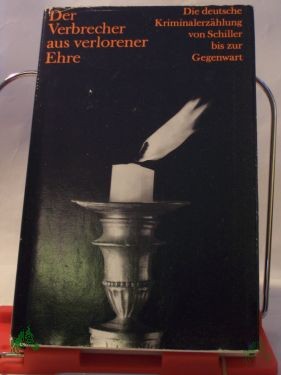 Der
Verbrecher
aus verlorener
Ehre
Die deutsche
Kriminalerzählung
von Schiller
bis zur
Gegenwart